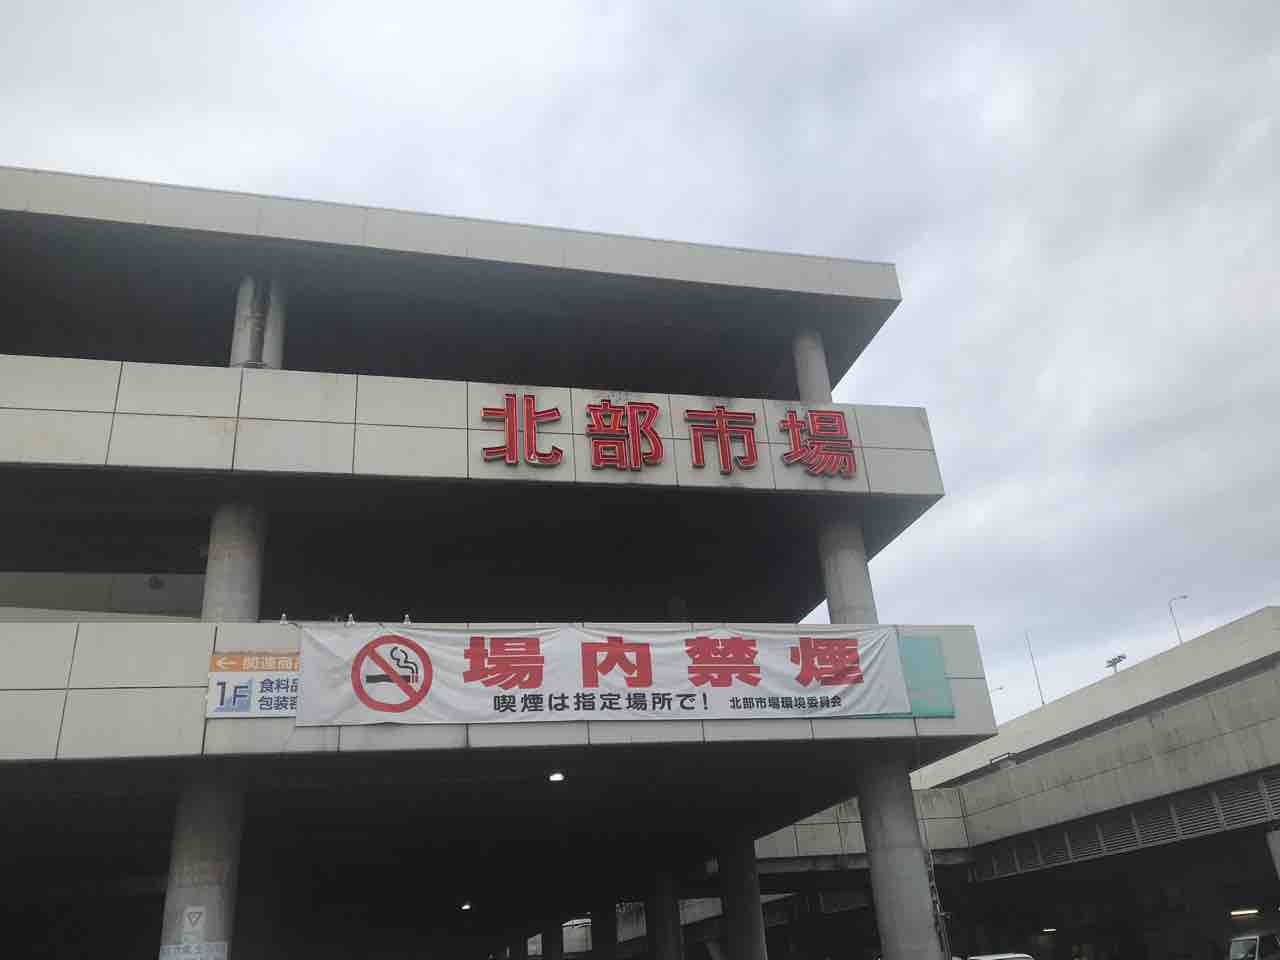 北部市場
場内禁煙
喫煙は指定場所で! 北部市場環境委員会
←関連商
1F 食料品
包装容